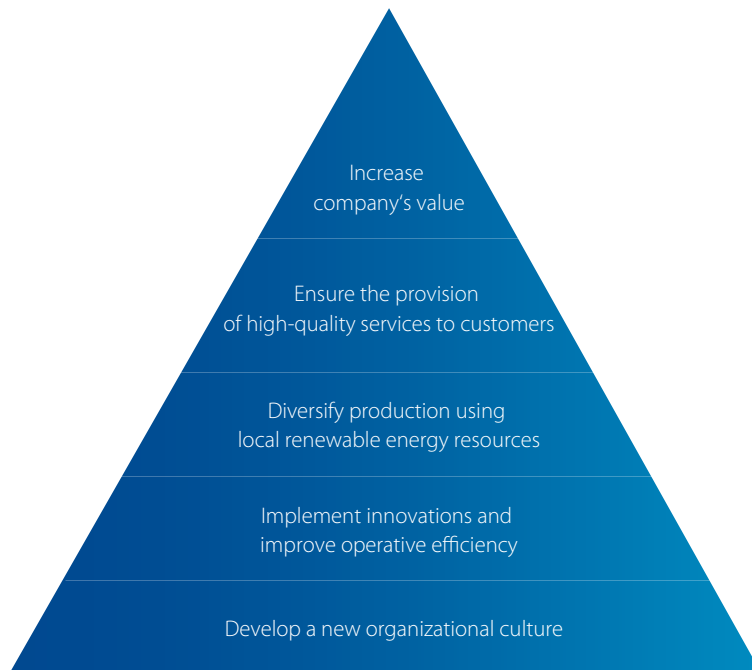 Increase
company's value
Ensure the provision
of high-quality services to customers
Diversify production using
local renewable energy resources
Implement innovations and
improve operative efficiency
Develop a new organizational culture